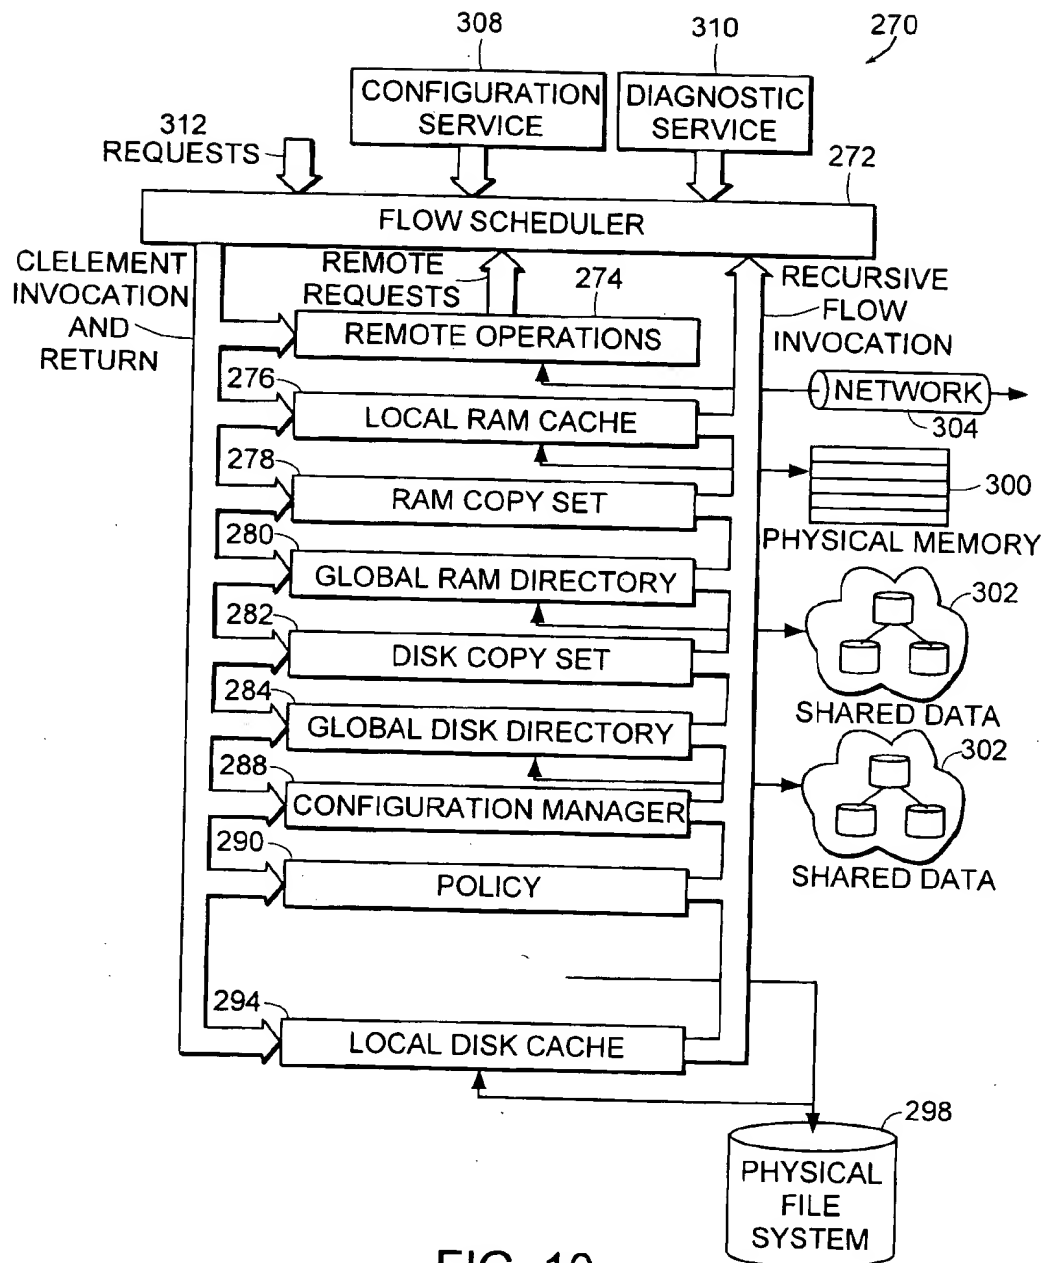 308
310
270
CONFIGURATION
SERVICE
DIAGNOSTIC
SERVICE
312
REQUESTS
272
FLOW SCHEDULER
CLELEMENT
INVOCATION
AND
RETURN
REMOTE
REQUESTS
274
RECURSIVE
FLOW
INVOCATION
REMOTE OPERATIONS
276
LOCAL RAM CACHE
NETWORK
304
278
RAM COPY SET
300
PHYSICAL MEMORY
280
GLOBAL RAM DIRECTORY
302
282
DISK COPY SET
SHARED DATA
284
GLOBAL DISK DIRECTORY
302
288
CONFIGURATION MANAGER
290
POLICY
SHARED DATA
294
LOCAL DISK CACHE
298
PHYSICAL
FILE
SYSTEM